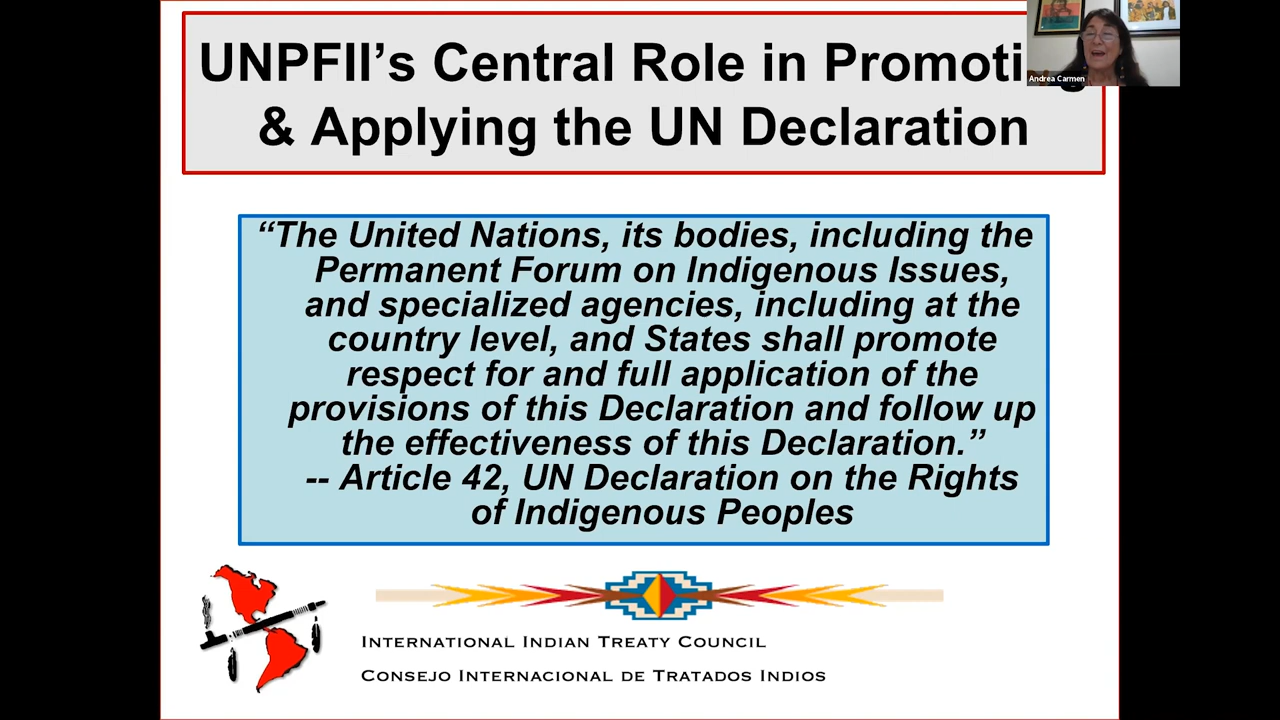 UNPFII’s Central Role in Promoti
& Applying the UN Declaration
Andrea Carmen
“The United Nations, its bodies, including the
Permanent Forum on Indigenous Issues,
and specialized agencies, including at the
country level, and States shall promote
respect for and full application of the
provisions of this Declaration and follow up
the effectiveness of this Declaration.”
-- Article 42, UN Declaration on the Rights
of Indigenous Peoples
INTERNATIONAL INDIAN TREATY COUNCIL
CONSEJO INTERNACIONAL DE TRATADOS INDIOS